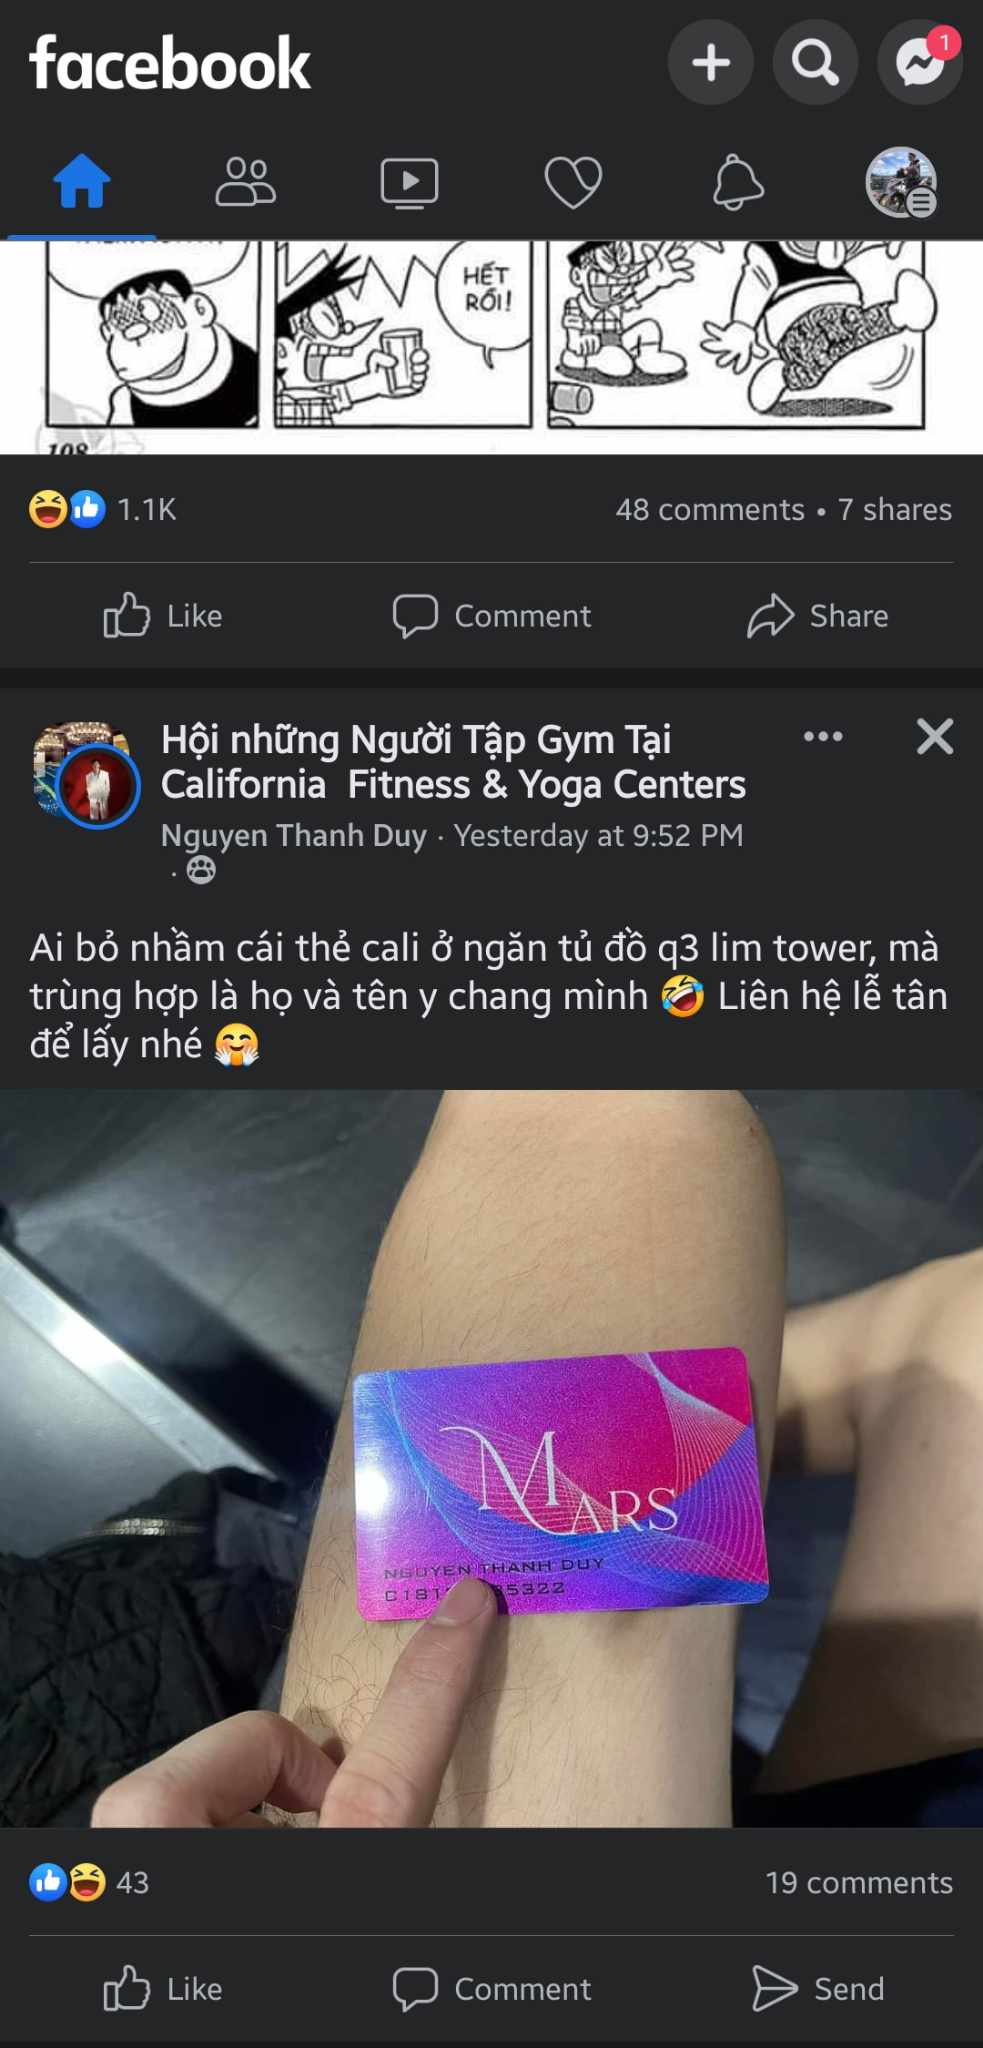 facebook
1
HẾT
RỒI!
108
1.1K
48 comments • 7 shares
Like
Comment
Share
Hội những Người Tập Gym Tại
California Fitness & Yoga Centers
Nguyen Thanh Duy · Yesterday at 9:52 PM
Ai bỏ nhầm cái thẻ cali ở ngăn tủ đồ q3 lim tower, mà
trùng hợp là họ và tên y chang mình 🤣 Liên hệ lễ tân
để lấy nhé 🤗
MARS
NGUYEN THANH DUY
43
19 comments
Like
Comment
Send